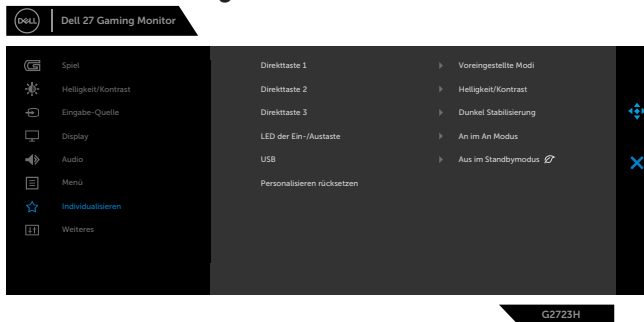 DELL
Dell 27 Gaming Monitor
Spiel
Helligkeit/Kontrast
Eingabe-Quelle
Display
Audio
Menü
Individualisieren
Weiteres
Direkttaste 1 Voreingestellte Modi
Direkttaste 2 Helligkeit/Kontrast
Direkttaste 3 Dunkel Stabilisierung
LED der Ein-/Austaste An im An Modus
USB Aus im Standbymodus
Personalisieren rücksetzen
G2723H